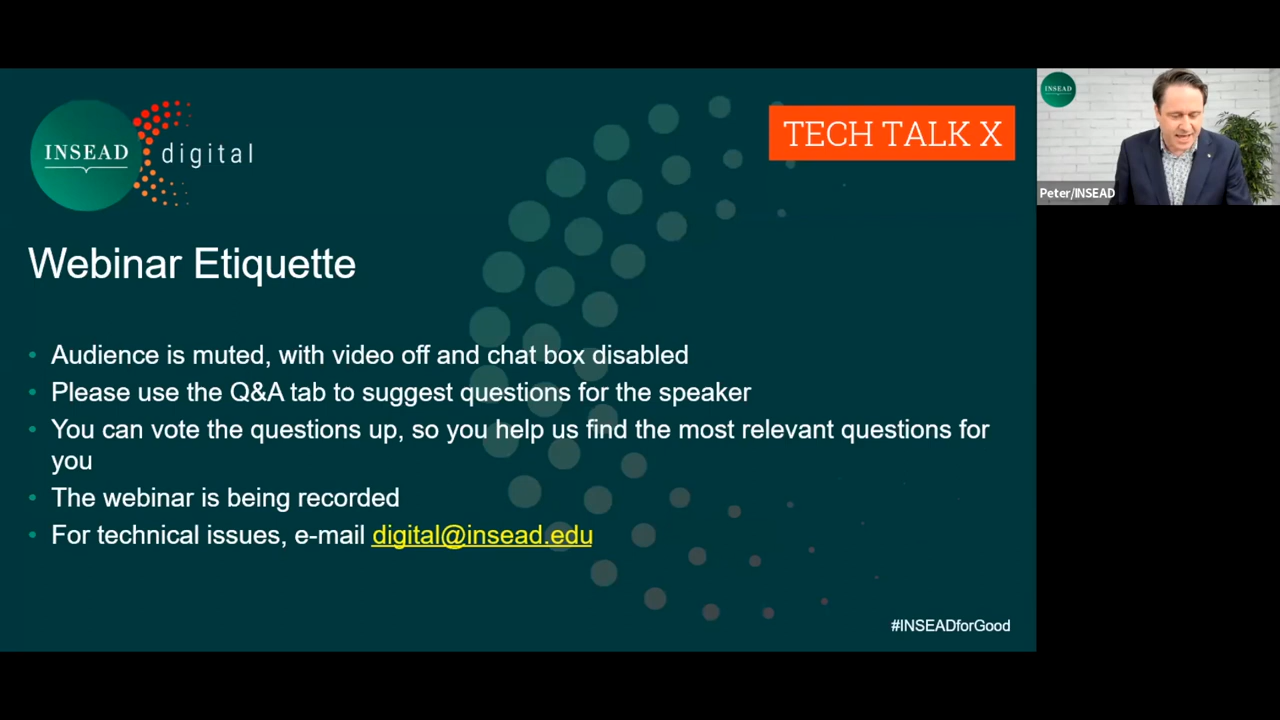 INSEAD digital
TECH TALK X
INSEAD
Peter/INSEAD
Webinar Etiquette
• Audience is muted, with video off and chat box disabled
• Please use the Q&A tab to suggest questions for the speaker
• You can vote the questions up, so you help us find the most relevant questions for
you
• The webinar is being recorded
• For technical issues, e-mail digital@insead.edu
#INSEADforGood